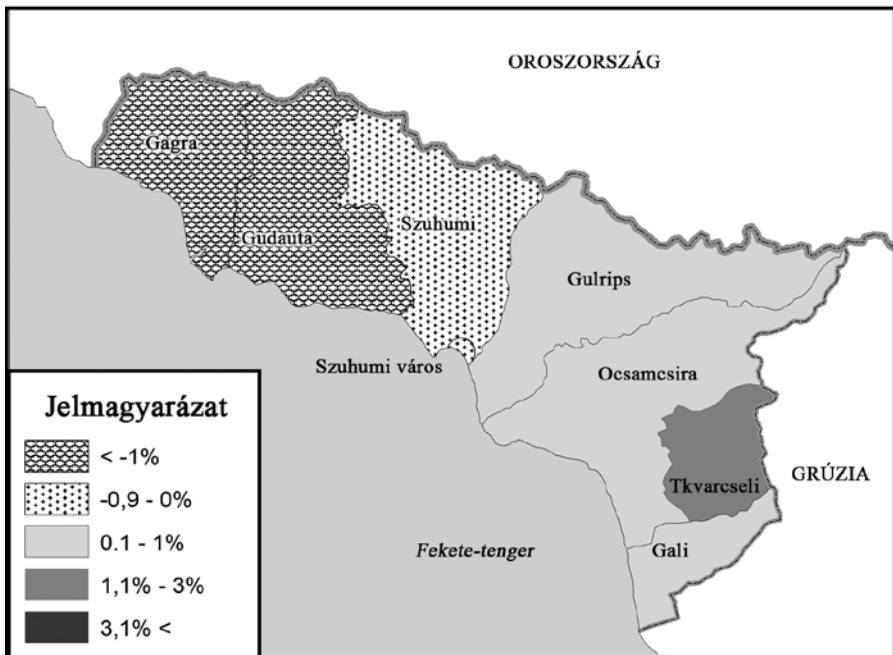 OROSZORSZÁG
Gagra
Gudauta
Szuhumi
Gulrips
Szuhumi város
Ocsamcsira
Tkvarcseli
GRÚZIA
Fekete-tenger
Gali
Jelmagyarázat
< -1%
-0,9 - 0%
0.1 - 1%
1,1% - 3%
3,1% <